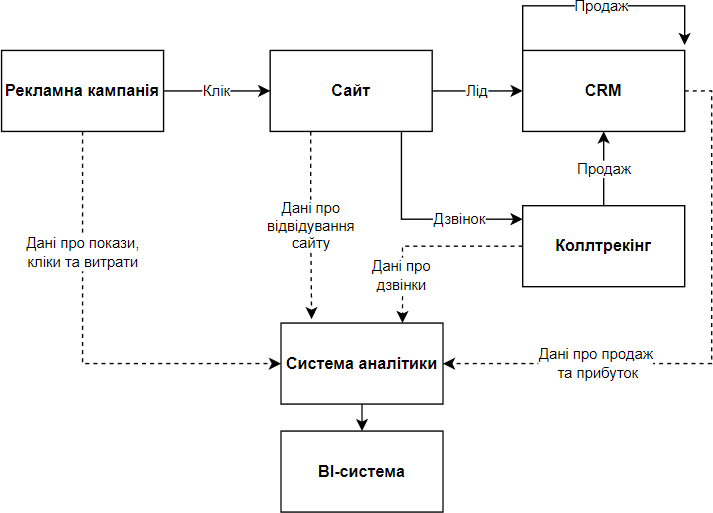 Продаж
Рекламна кампанія
Клік
Сайт
Лід
CRM
Продаж
Дані про
відвідування
сайту
Дзвінок
Дані про покази,
кліки та витрати
Коллтрекінг
Дані про
дзвінки
Система аналітики
Дані про продаж
та прибуток
BI-система